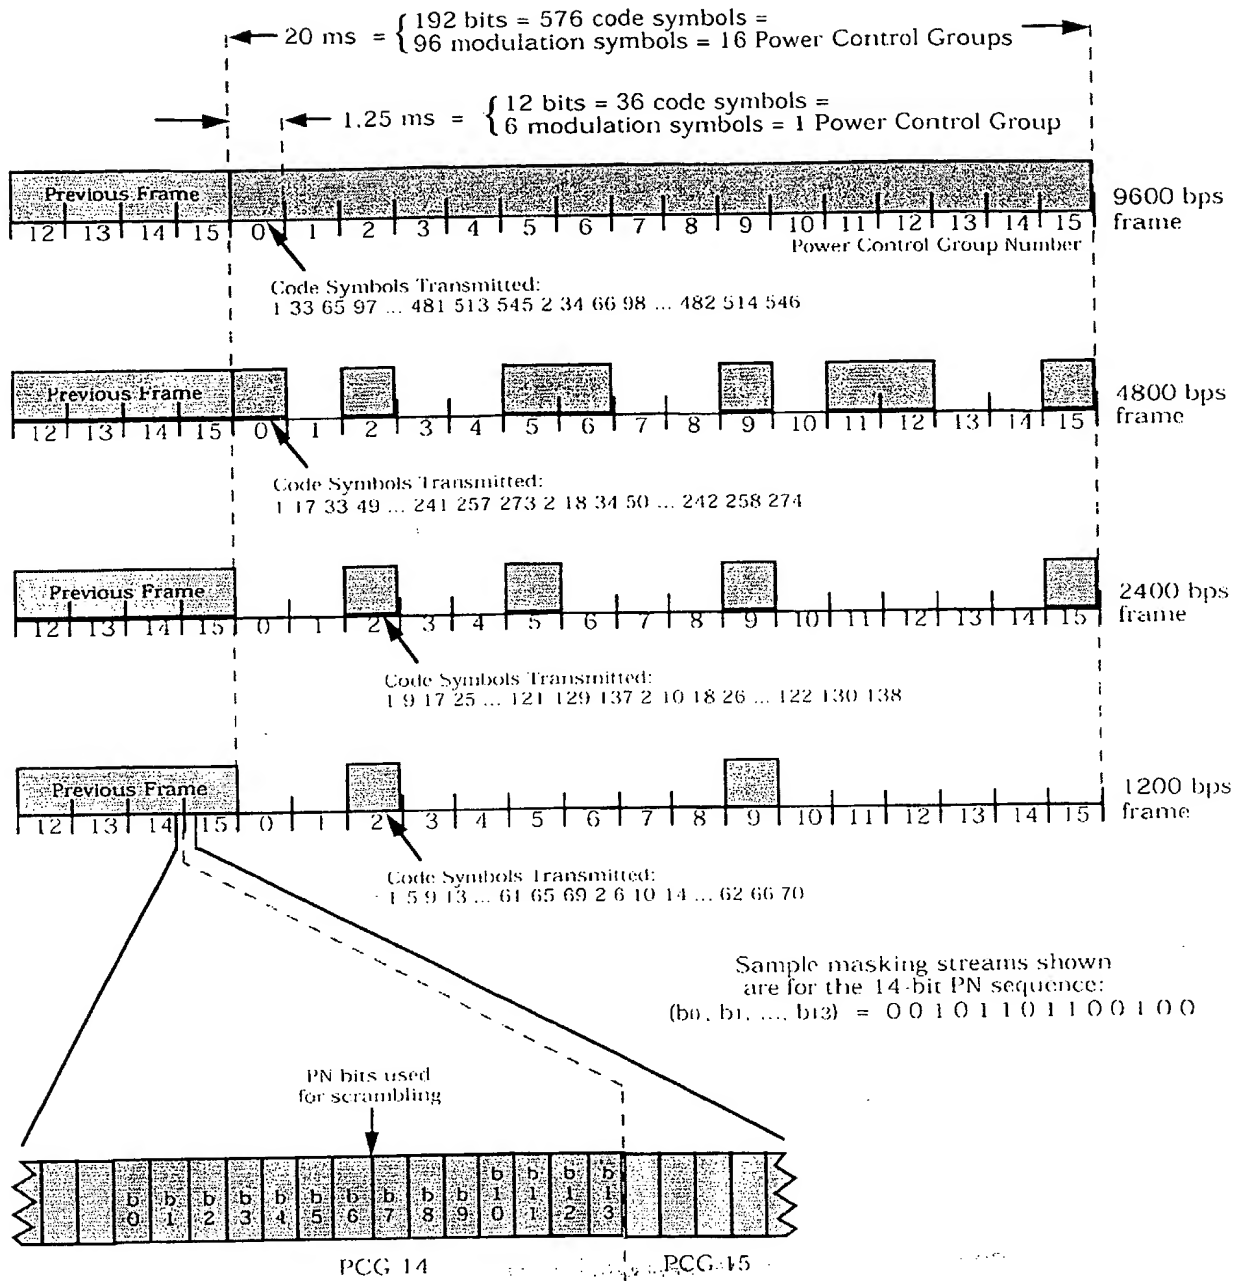 20 ms = { 192 bits = 576 code symbols =
96 modulation symbols = 16 Power Control Groups
1.25 ms = { 12 bits = 36 code symbols =
6 modulation symbols = 1 Power Control Group
Previous Frame
12 13 14 15 0 1 2 3 4 5 6 7 8 9 10 11 12 13 14 15
9600 bps
frame
Power Control Group Number
Code Symbols Transmitted:
1 33 65 97 ... 481 513 545 2 34 66 98 ... 482 514 546
Previous Frame
12 13 14 15 0 1 2 3 4 5 6 7 8 9 10 11 12 13 14 15
4800 bps
frame
Code Symbols Transmitted:
1 17 33 49 ... 241 257 273 2 18 34 50 ... 242 258 274
Previous Frame
12 13 14 15 0 1 2 3 4 5 6 7 8 9 10 11 12 13 14 15
2400 bps
frame
Code Symbols Transmitted:
1 9 17 25 ... 121 129 137 2 10 18 26 ... 122 130 138
Previous Frame
12 13 14 15 0 1 2 3 4 5 6 7 8 9 10 11 12 13 14 15
1200 bps
frame
Code Symbols Transmitted:
1 5 9 13 ... 61 65 69 2 6 10 14 ... 62 66 70
Sample masking streams shown
are for the 14-bit PN sequence:
(b0, b1, ..., b13) = 0 0 1 0 1 1 0 1 1 0 0 1 0 0
PN bits used
for scrambling
b0 b1 b2 b3 b4 b5 b6 b7 b8 b9 b10 b11 b12 b13
PCG 14
PCG 15